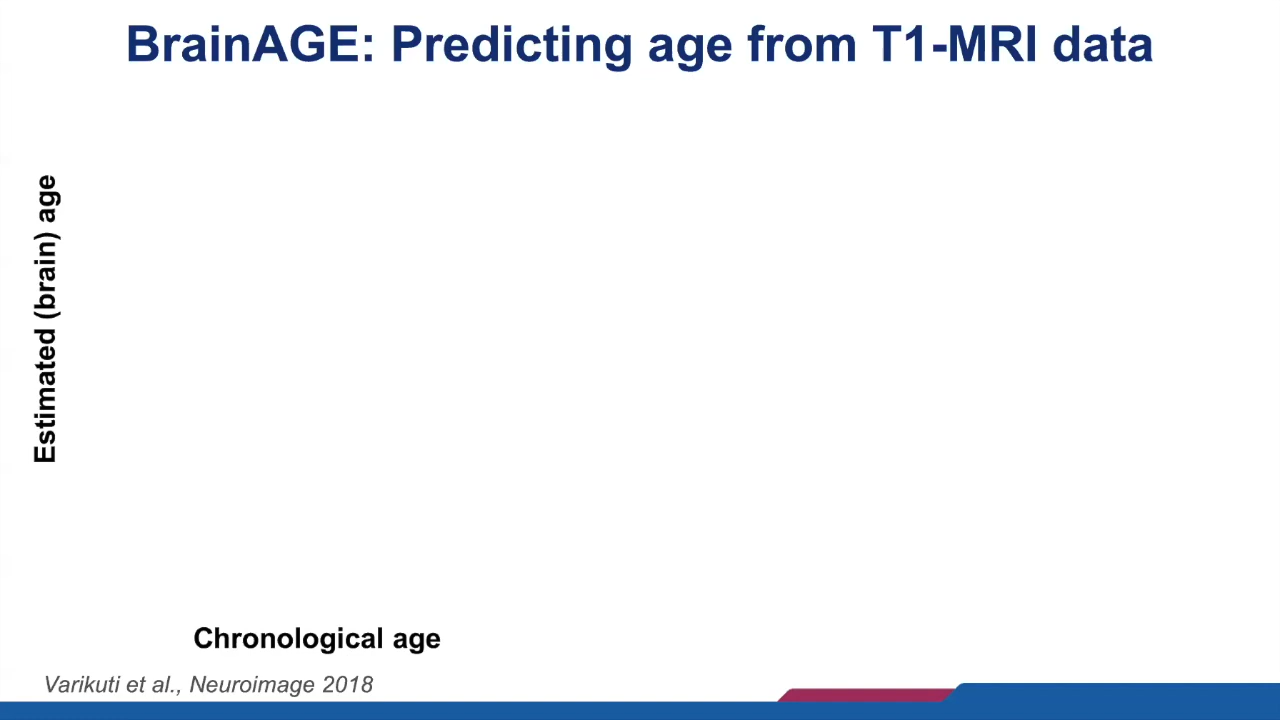 BrainAGE: Predicting age from T1-MRI data
Estimated (brain) age
Chronological age
Varikuti et al., Neuroimage 2018